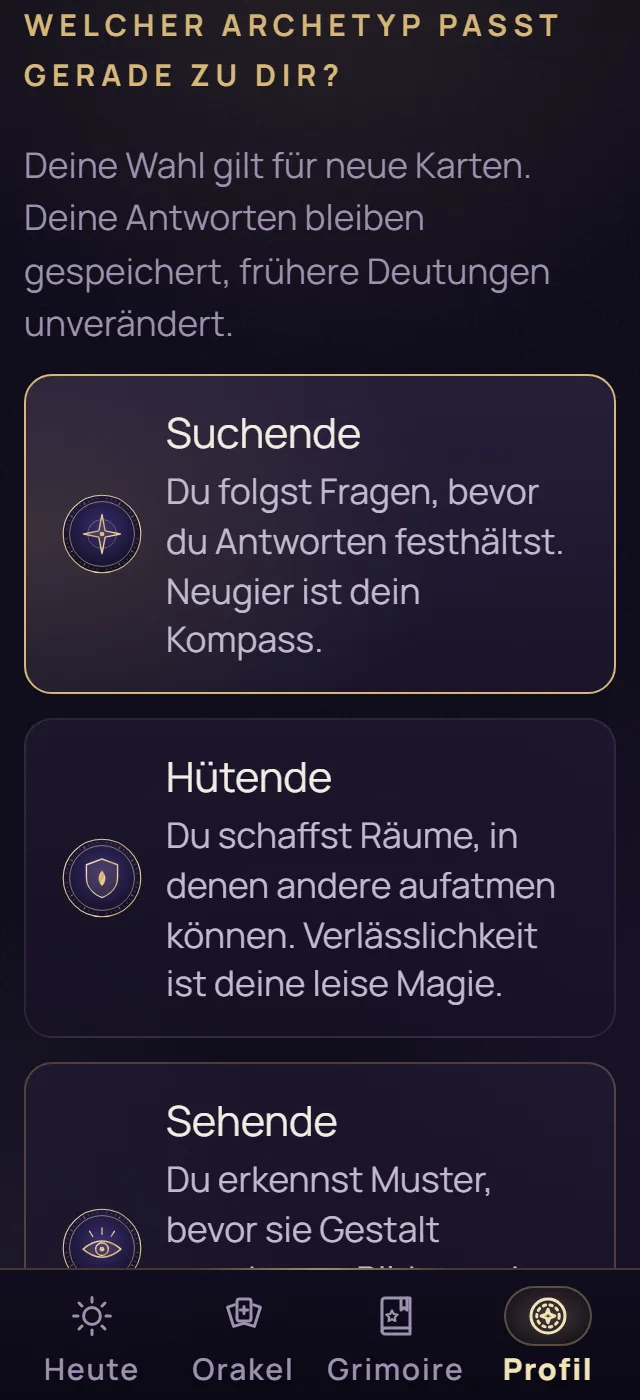 WELCHER ARCHETYP PASST
GERADE ZU DIR?
Deine Wahl gilt für neue Karten.
Deine Antworten bleiben
gespeichert, frühere Deutungen
unverändert.
Suchende
Du folgst Fragen, bevor
du Antworten festhältst.
Neugier ist dein
Kompass.
Hütende
Du schaffst Räume, in
denen andere aufatmen
können. Verlässlichkeit
ist deine leise Magie.
Sehende
Du erkennst Muster,
bevor sie Gestalt
Heute
Orakel
Grimoire
Profil